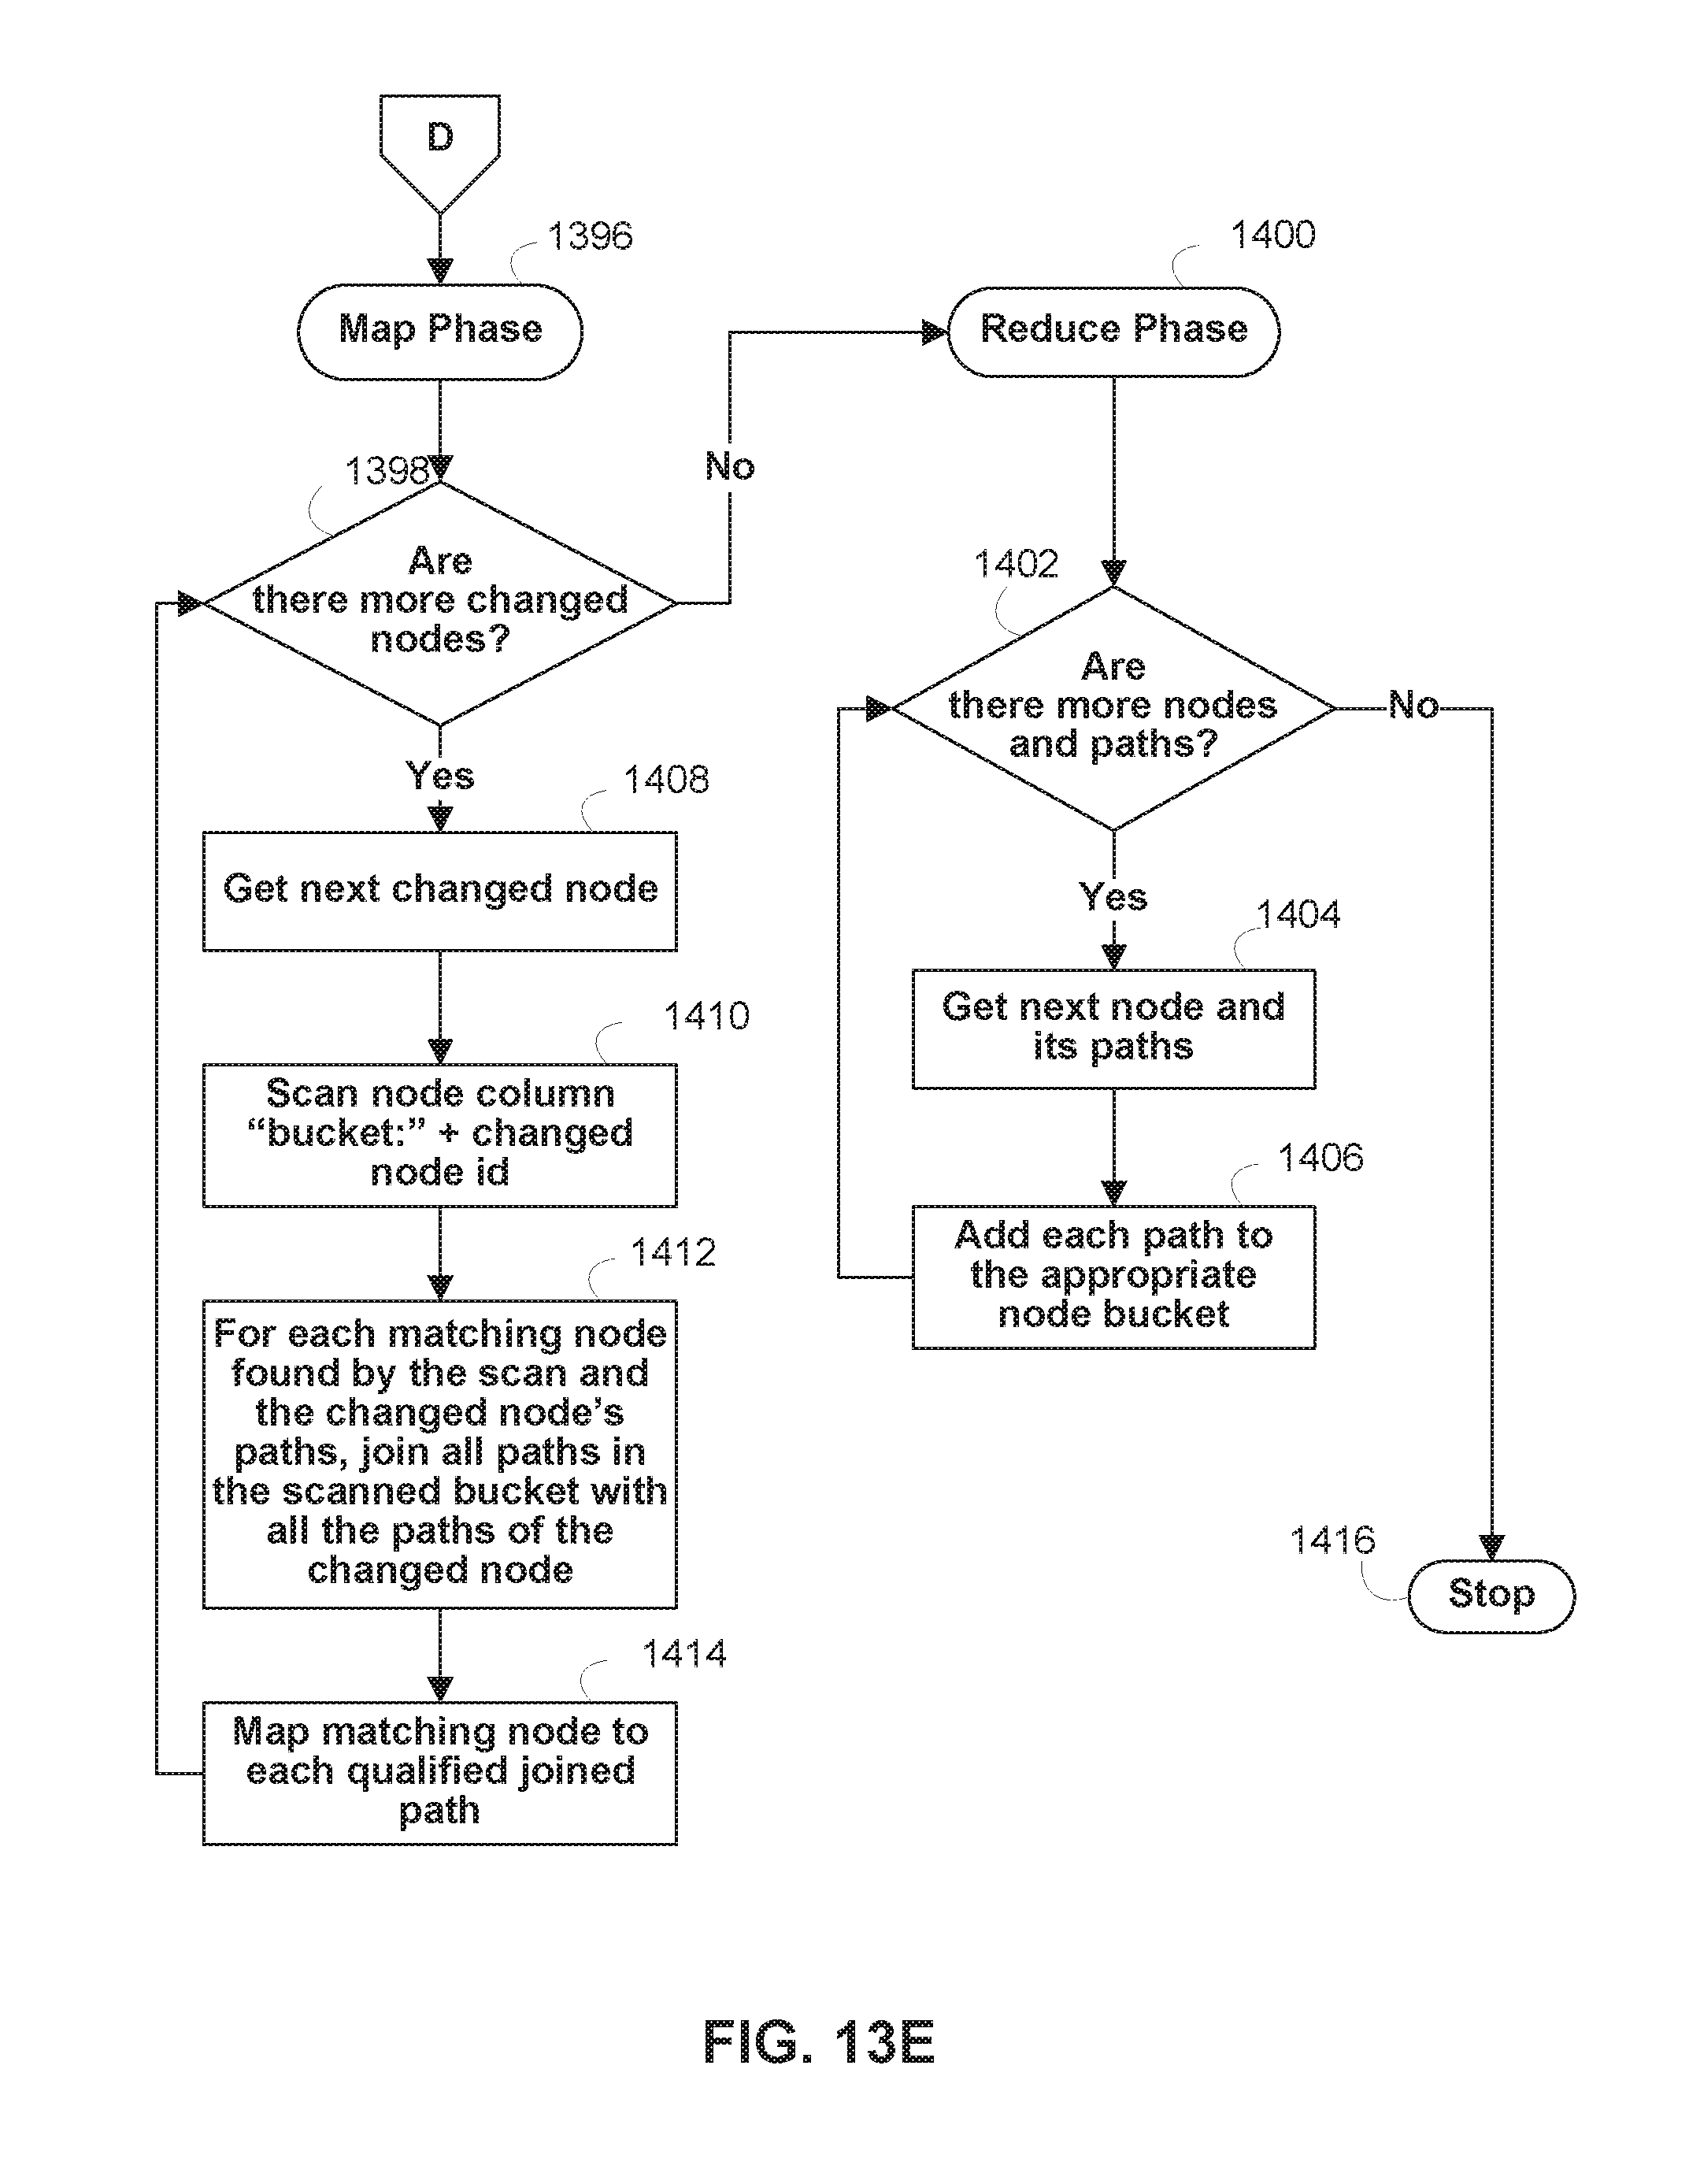 D
1396
Map Phase
1398
Are
there more changed
nodes?
No
Yes
1408
Get next changed node
1410
Scan node column
“bucket:” + changed
node id
1412
For each matching node
found by the scan and
the changed node’s
paths, join all paths in
the scanned bucket with
all the paths of the
changed node
1414
Map matching node to
each qualified joined
path
1400
Reduce Phase
1402
Are
there more nodes
and paths?
No
Yes
1404
Get next node and
its paths
1406
Add each path to
the appropriate
node bucket
1416
Stop
FIG. 13E